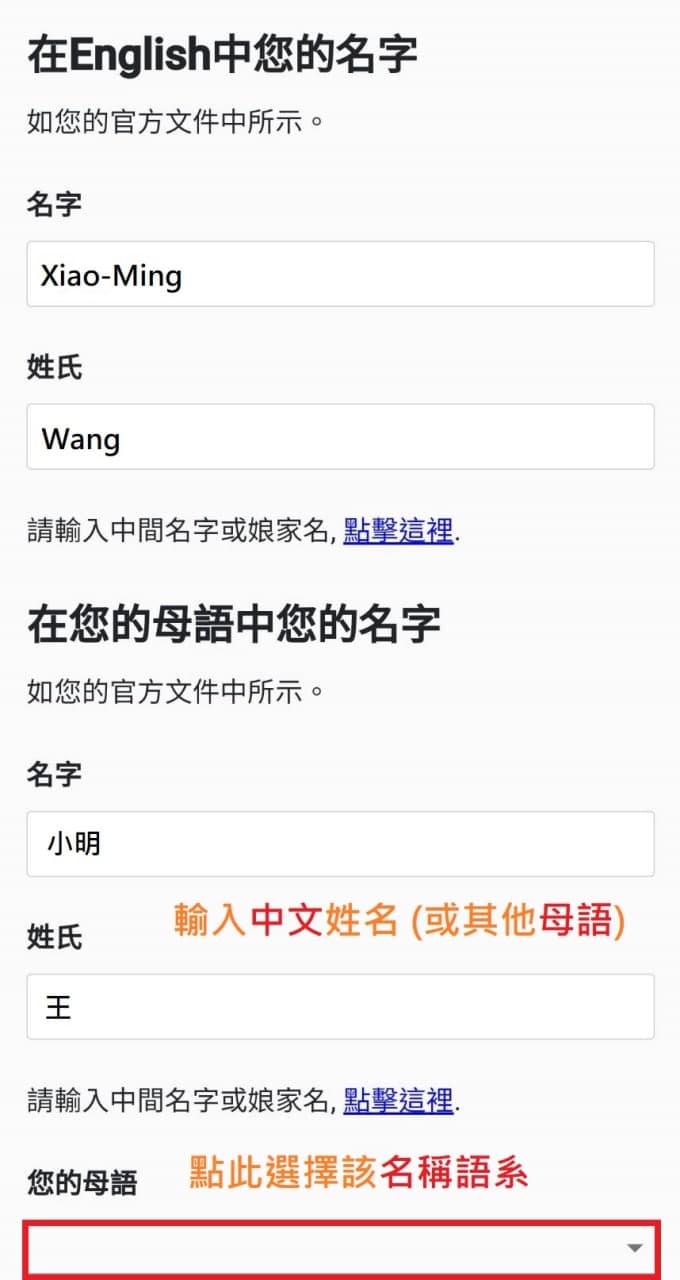 在English中您的名字
如您的官方文件中所示。
名字
Xiao-Ming
姓氏
Wang
請輸入中間名字或娘家名, 點擊這裡.
在您的母語中您的名字
如您的官方文件中所示。
名字
小明
輸入中文姓名 (或其他母語)
姓氏
王
請輸入中間名字或娘家名, 點擊這裡.
您的母語 點此選擇該名稱語系